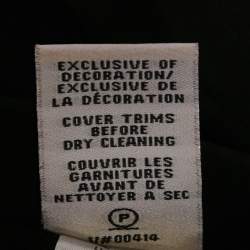 EXCLUSIVE OF
DECORATION/
EXCLUSIVE DE
LA DÉCORATION
COVER TRIMS
BEFORE
DRY CLEANING
COUVRIR LES
GARNITURES
AVANT DE
NETTOYER A SEC
P
V#00414